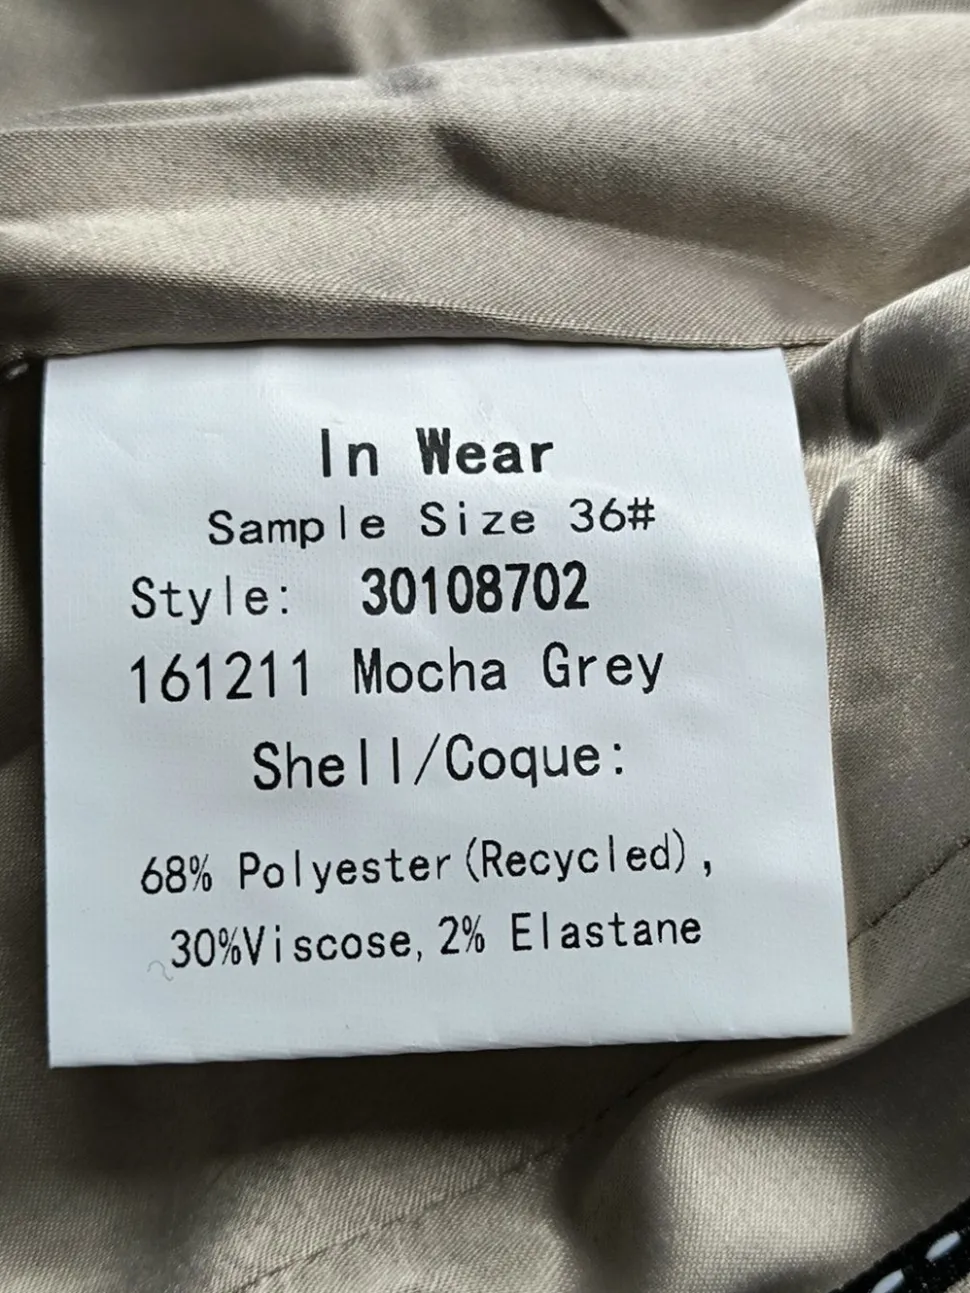 In Wear
Sample Size 36#
Style: 30108702
161211 Mocha Grey
Shell/Coque:
68% Polyester(Recycled),
30%Viscose, 2% Elastane